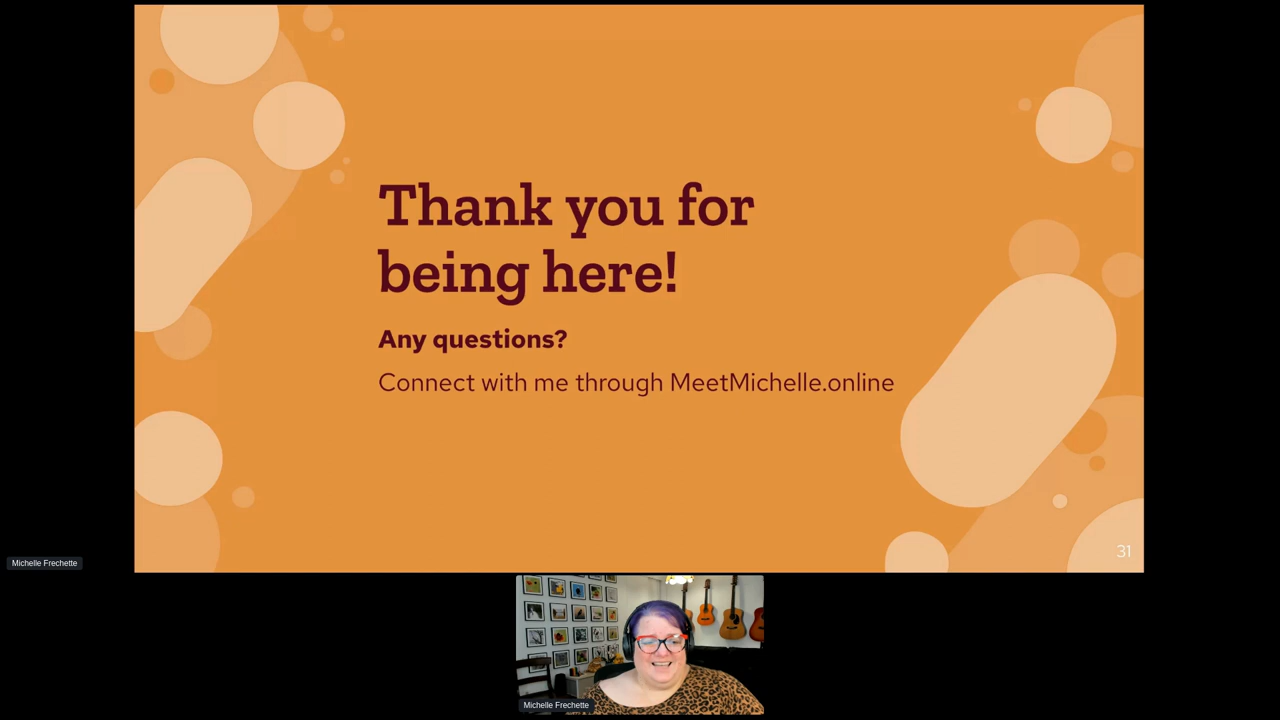 Thank you for
being here!
Any questions?
Connect with me through MeetMichelle.online
31
Michelle Frechette
Michelle Frechette